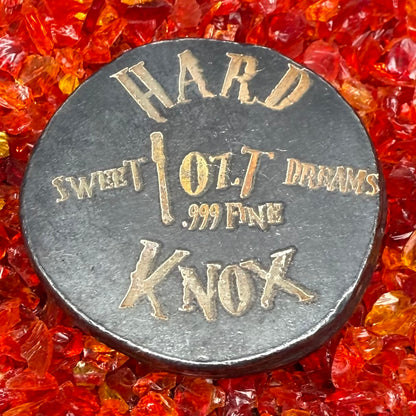 HARD
SWEET 1 OZ.T DREAMS
.999 FINE
KNOX